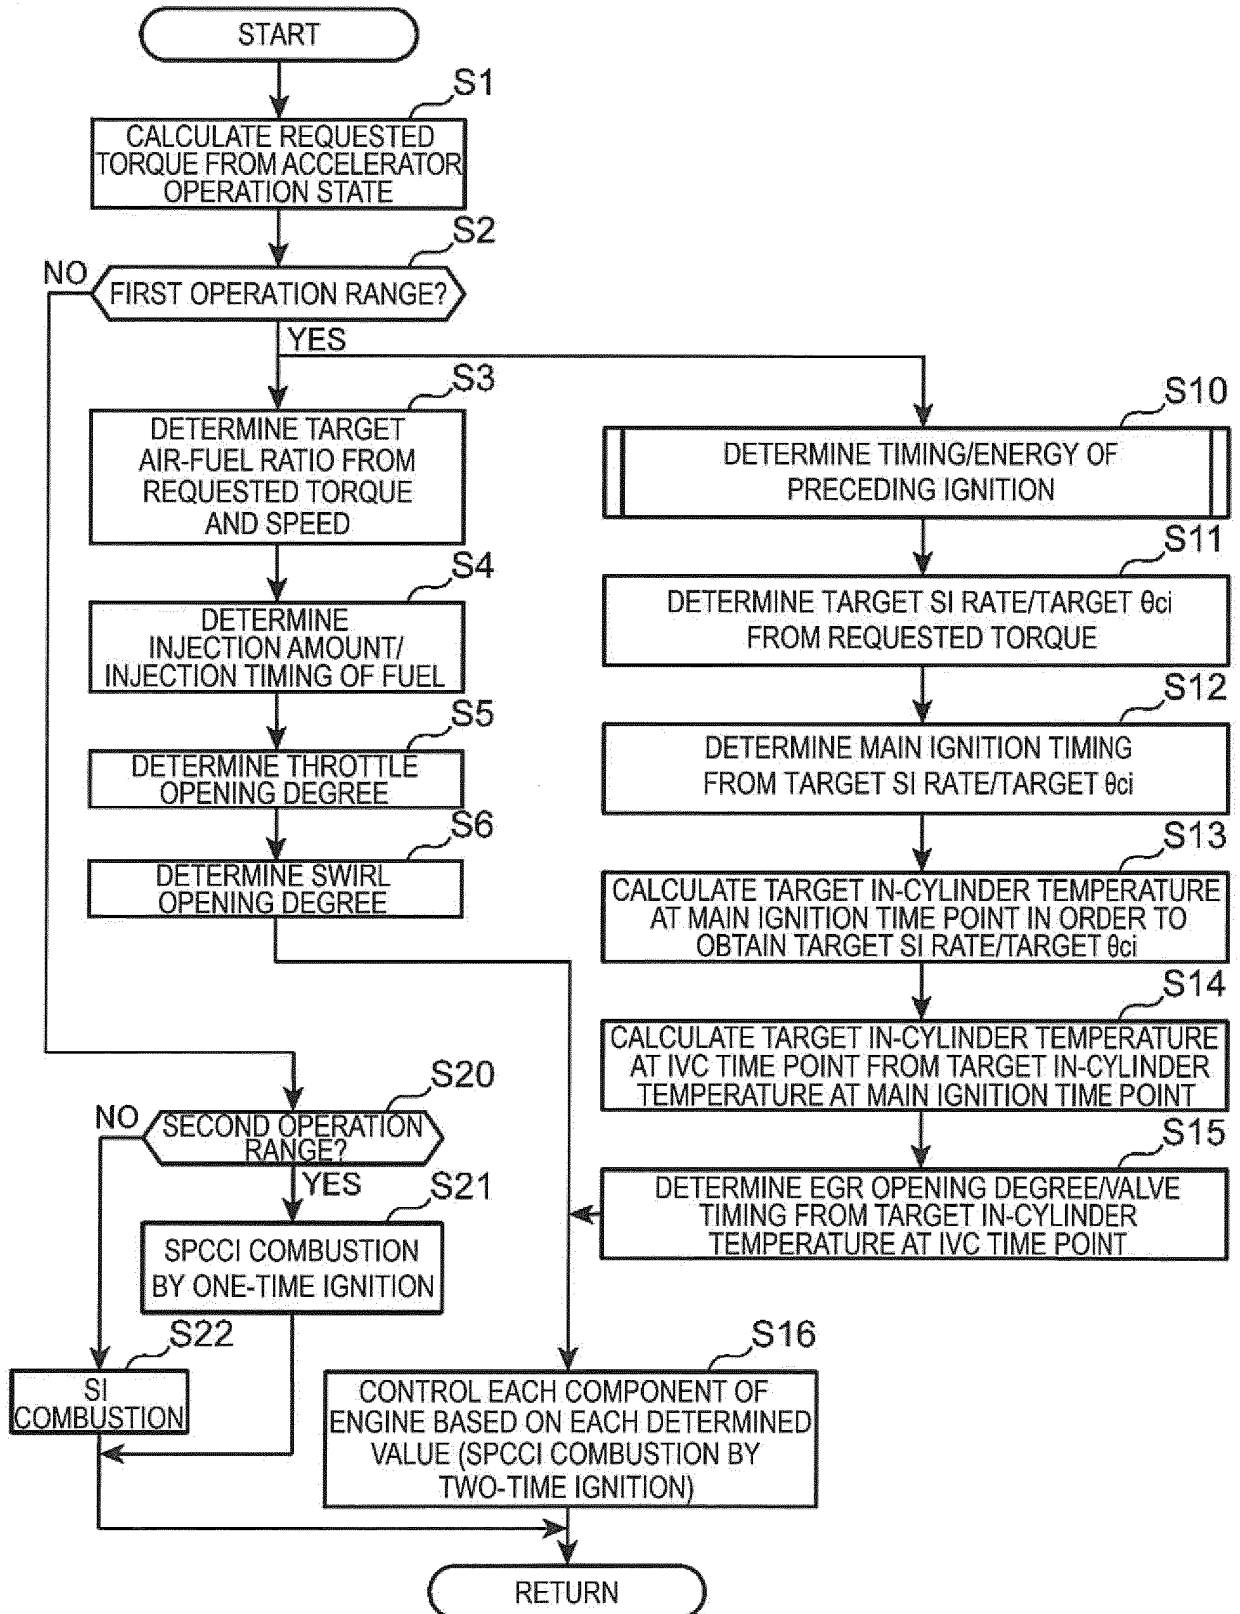 START
S1
CALCULATE REQUESTED
TORQUE FROM ACCELERATOR
OPERATION STATE
S2
NO
FIRST OPERATION RANGE?
YES
S3
DETERMINE TARGET
AIR-FUEL RATIO FROM
REQUESTED TORQUE
AND SPEED
S4
DETERMINE
INJECTION AMOUNT/
INJECTION TIMING OF FUEL
S5
DETERMINE THROTTLE
OPENING DEGREE
S6
DETERMINE SWIRL
OPENING DEGREE
S10
DETERMINE TIMING/ENERGY OF
PRECEDING IGNITION
S11
DETERMINE TARGET SI RATE/TARGET θci
FROM REQUESTED TORQUE
S12
DETERMINE MAIN IGNITION TIMING
FROM TARGET SI RATE/TARGET θci
S13
CALCULATE TARGET IN-CYLINDER TEMPERATURE
AT MAIN IGNITION TIME POINT IN ORDER TO
OBTAIN TARGET SI RATE/TARGET θci
S14
CALCULATE TARGET IN-CYLINDER TEMPERATURE
AT IVC TIME POINT FROM TARGET IN-CYLINDER
TEMPERATURE AT MAIN IGNITION TIME POINT
S15
DETERMINE EGR OPENING DEGREE/VALVE
TIMING FROM TARGET IN-CYLINDER
TEMPERATURE AT IVC TIME POINT
S20
NO
SECOND OPERATION
RANGE?
YES
S21
SPCCI COMBUSTION
BY ONE-TIME IGNITION
S22
SI
COMBUSTION
S16
CONTROL EACH COMPONENT OF
ENGINE BASED ON EACH DETERMINED
VALUE (SPCCI COMBUSTION BY
TWO-TIME IGNITION)
RETURN